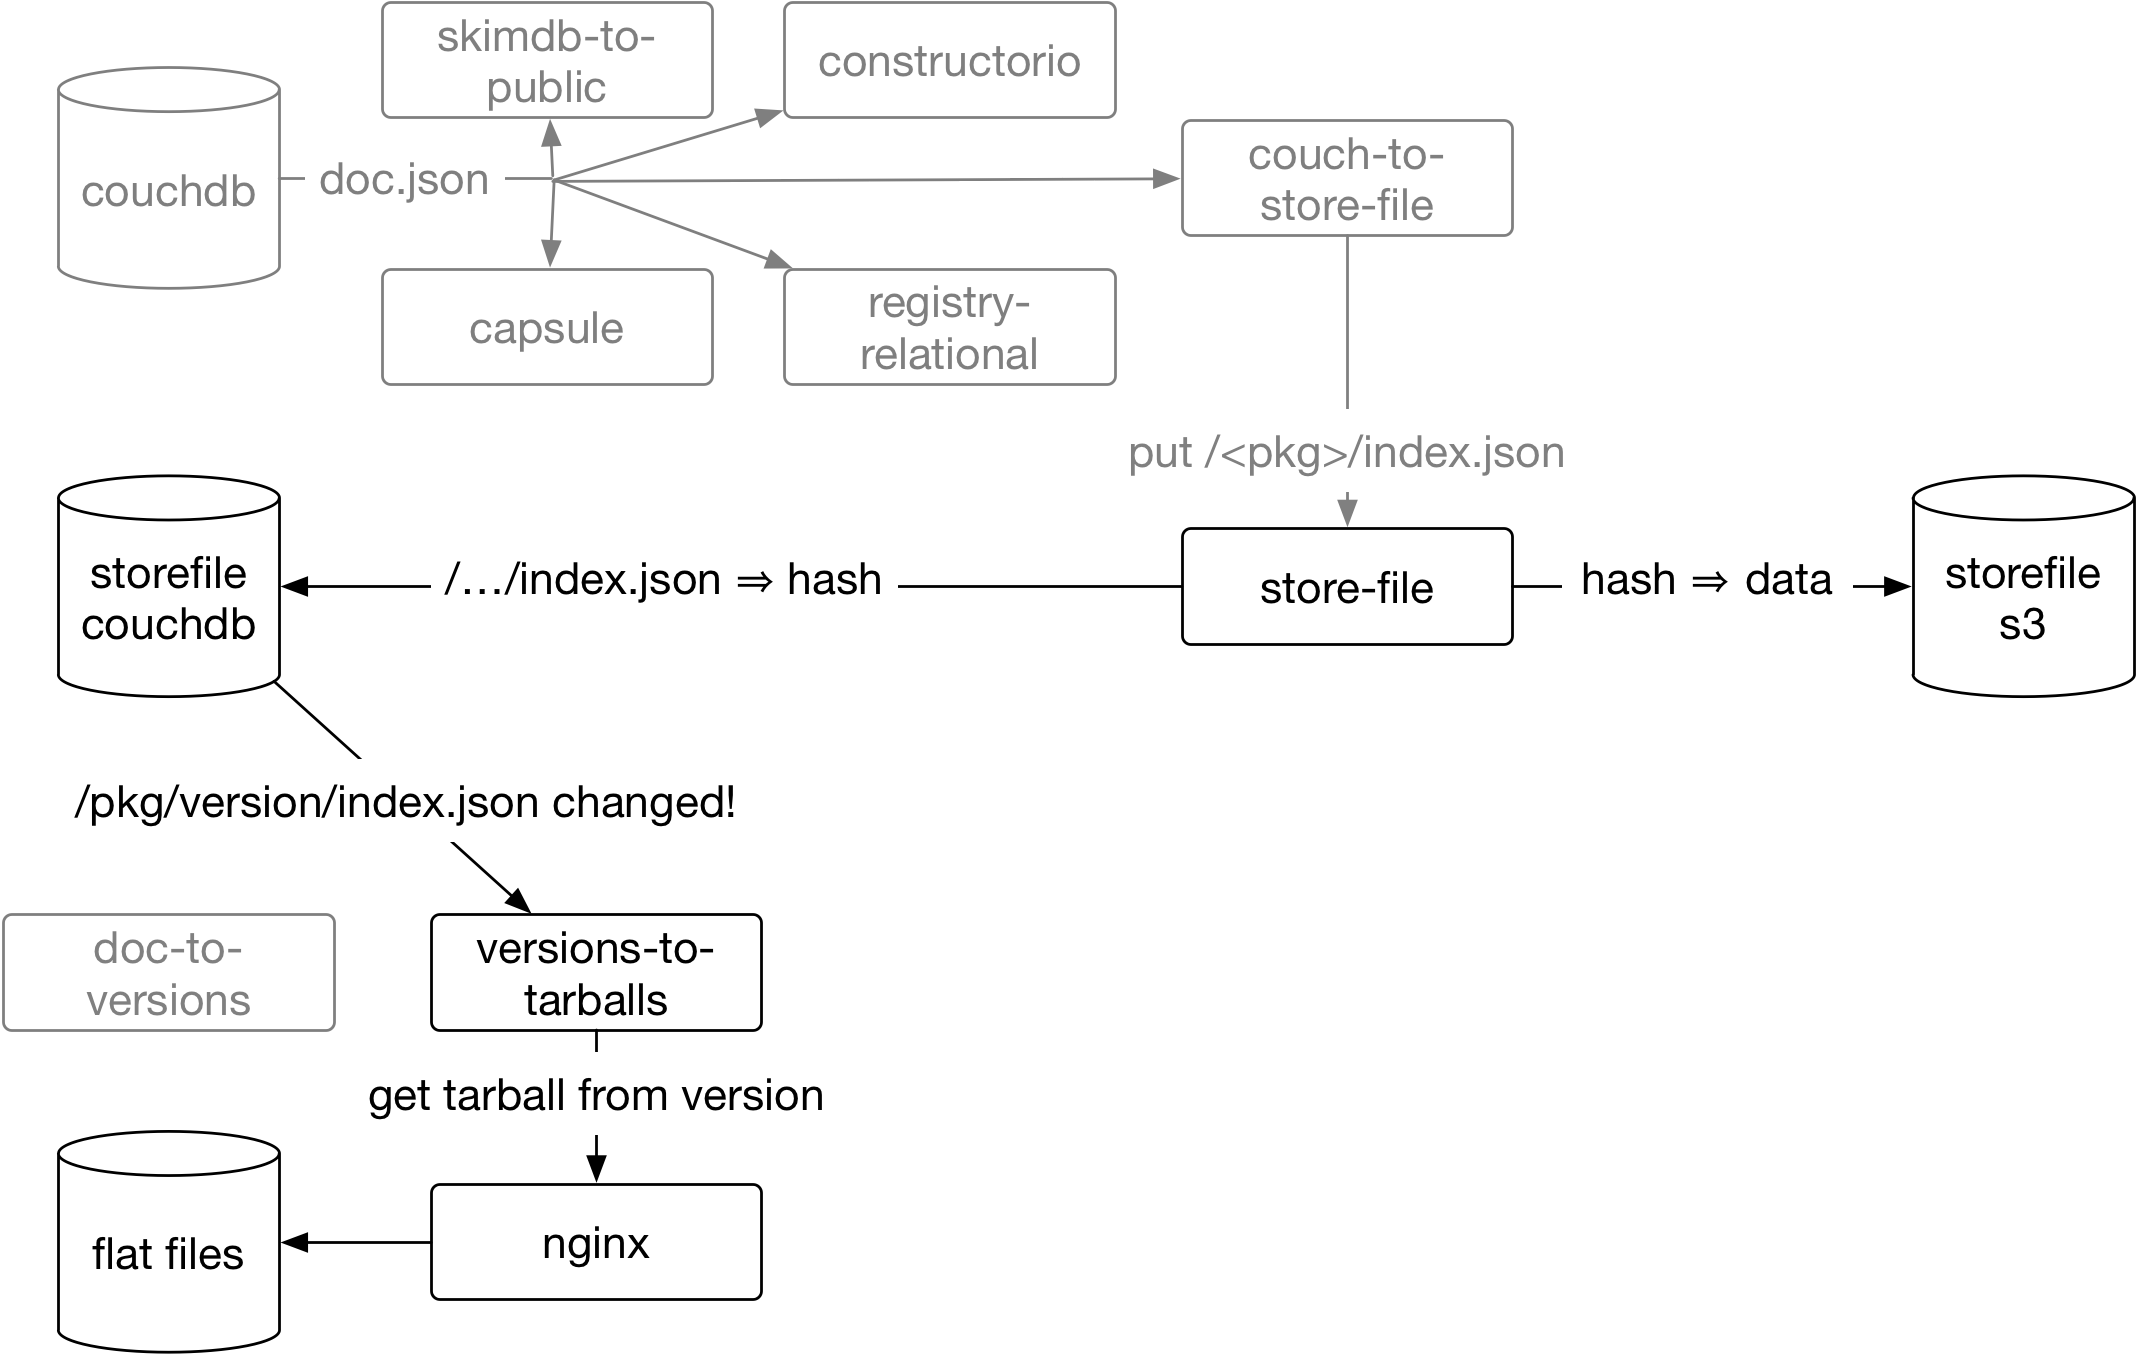 skimdb-to-
public
constructorio
couchdb
doc.json
couch-to-
store-file
capsule
registry-
relational
put /<pkg>/index.json
storefile
couchdb
/…/index.json ⇒ hash
store-file
hash ⇒ data
storefile
s3
/pkg/version/index.json changed!
doc-to-
versions
versions-to-
tarballs
get tarball from version
flat files
nginx